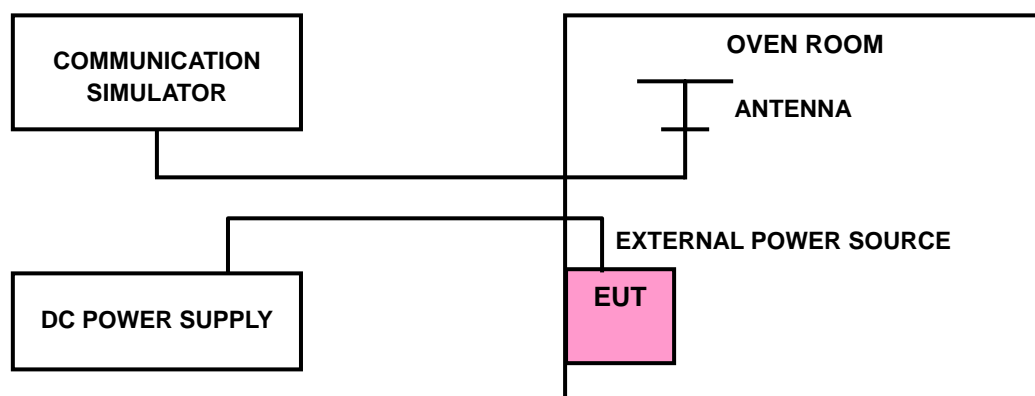 COMMUNICATION
SIMULATOR
OVEN ROOM
ANTENNA
EXTERNAL POWER SOURCE
EUT
DC POWER SUPPLY